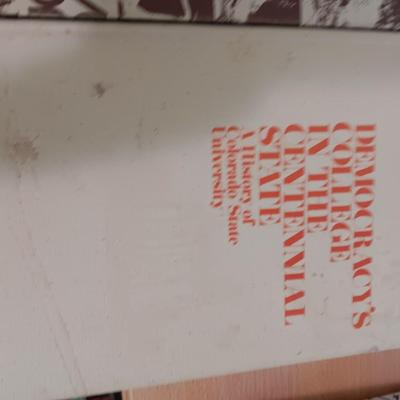 DEMOCRACY'S
COLLEGE
IN THE
CENTENNIAL
STATE
A History of
Colorado State
University